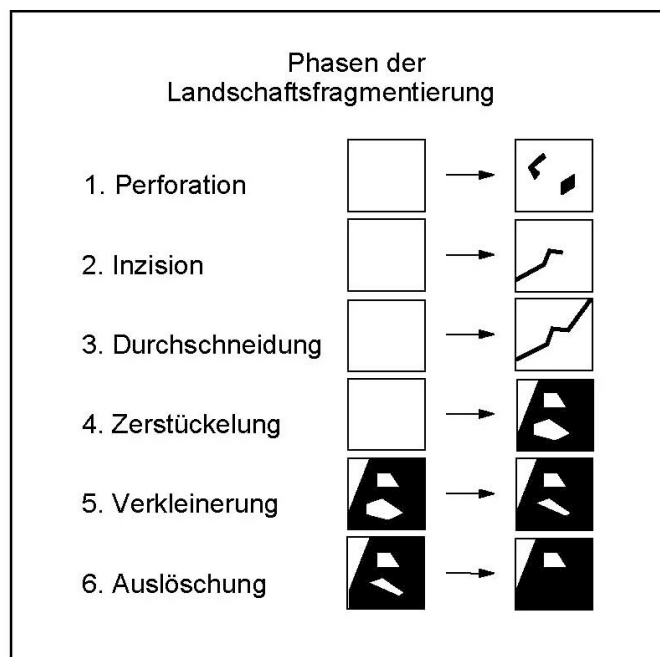 Phasen der
Landschaftsfragmentierung
1. Perforation
2. Inzision
3. Durchschneidung
4. Zerstückelung
5. Verkleinerung
6. Auslöschung